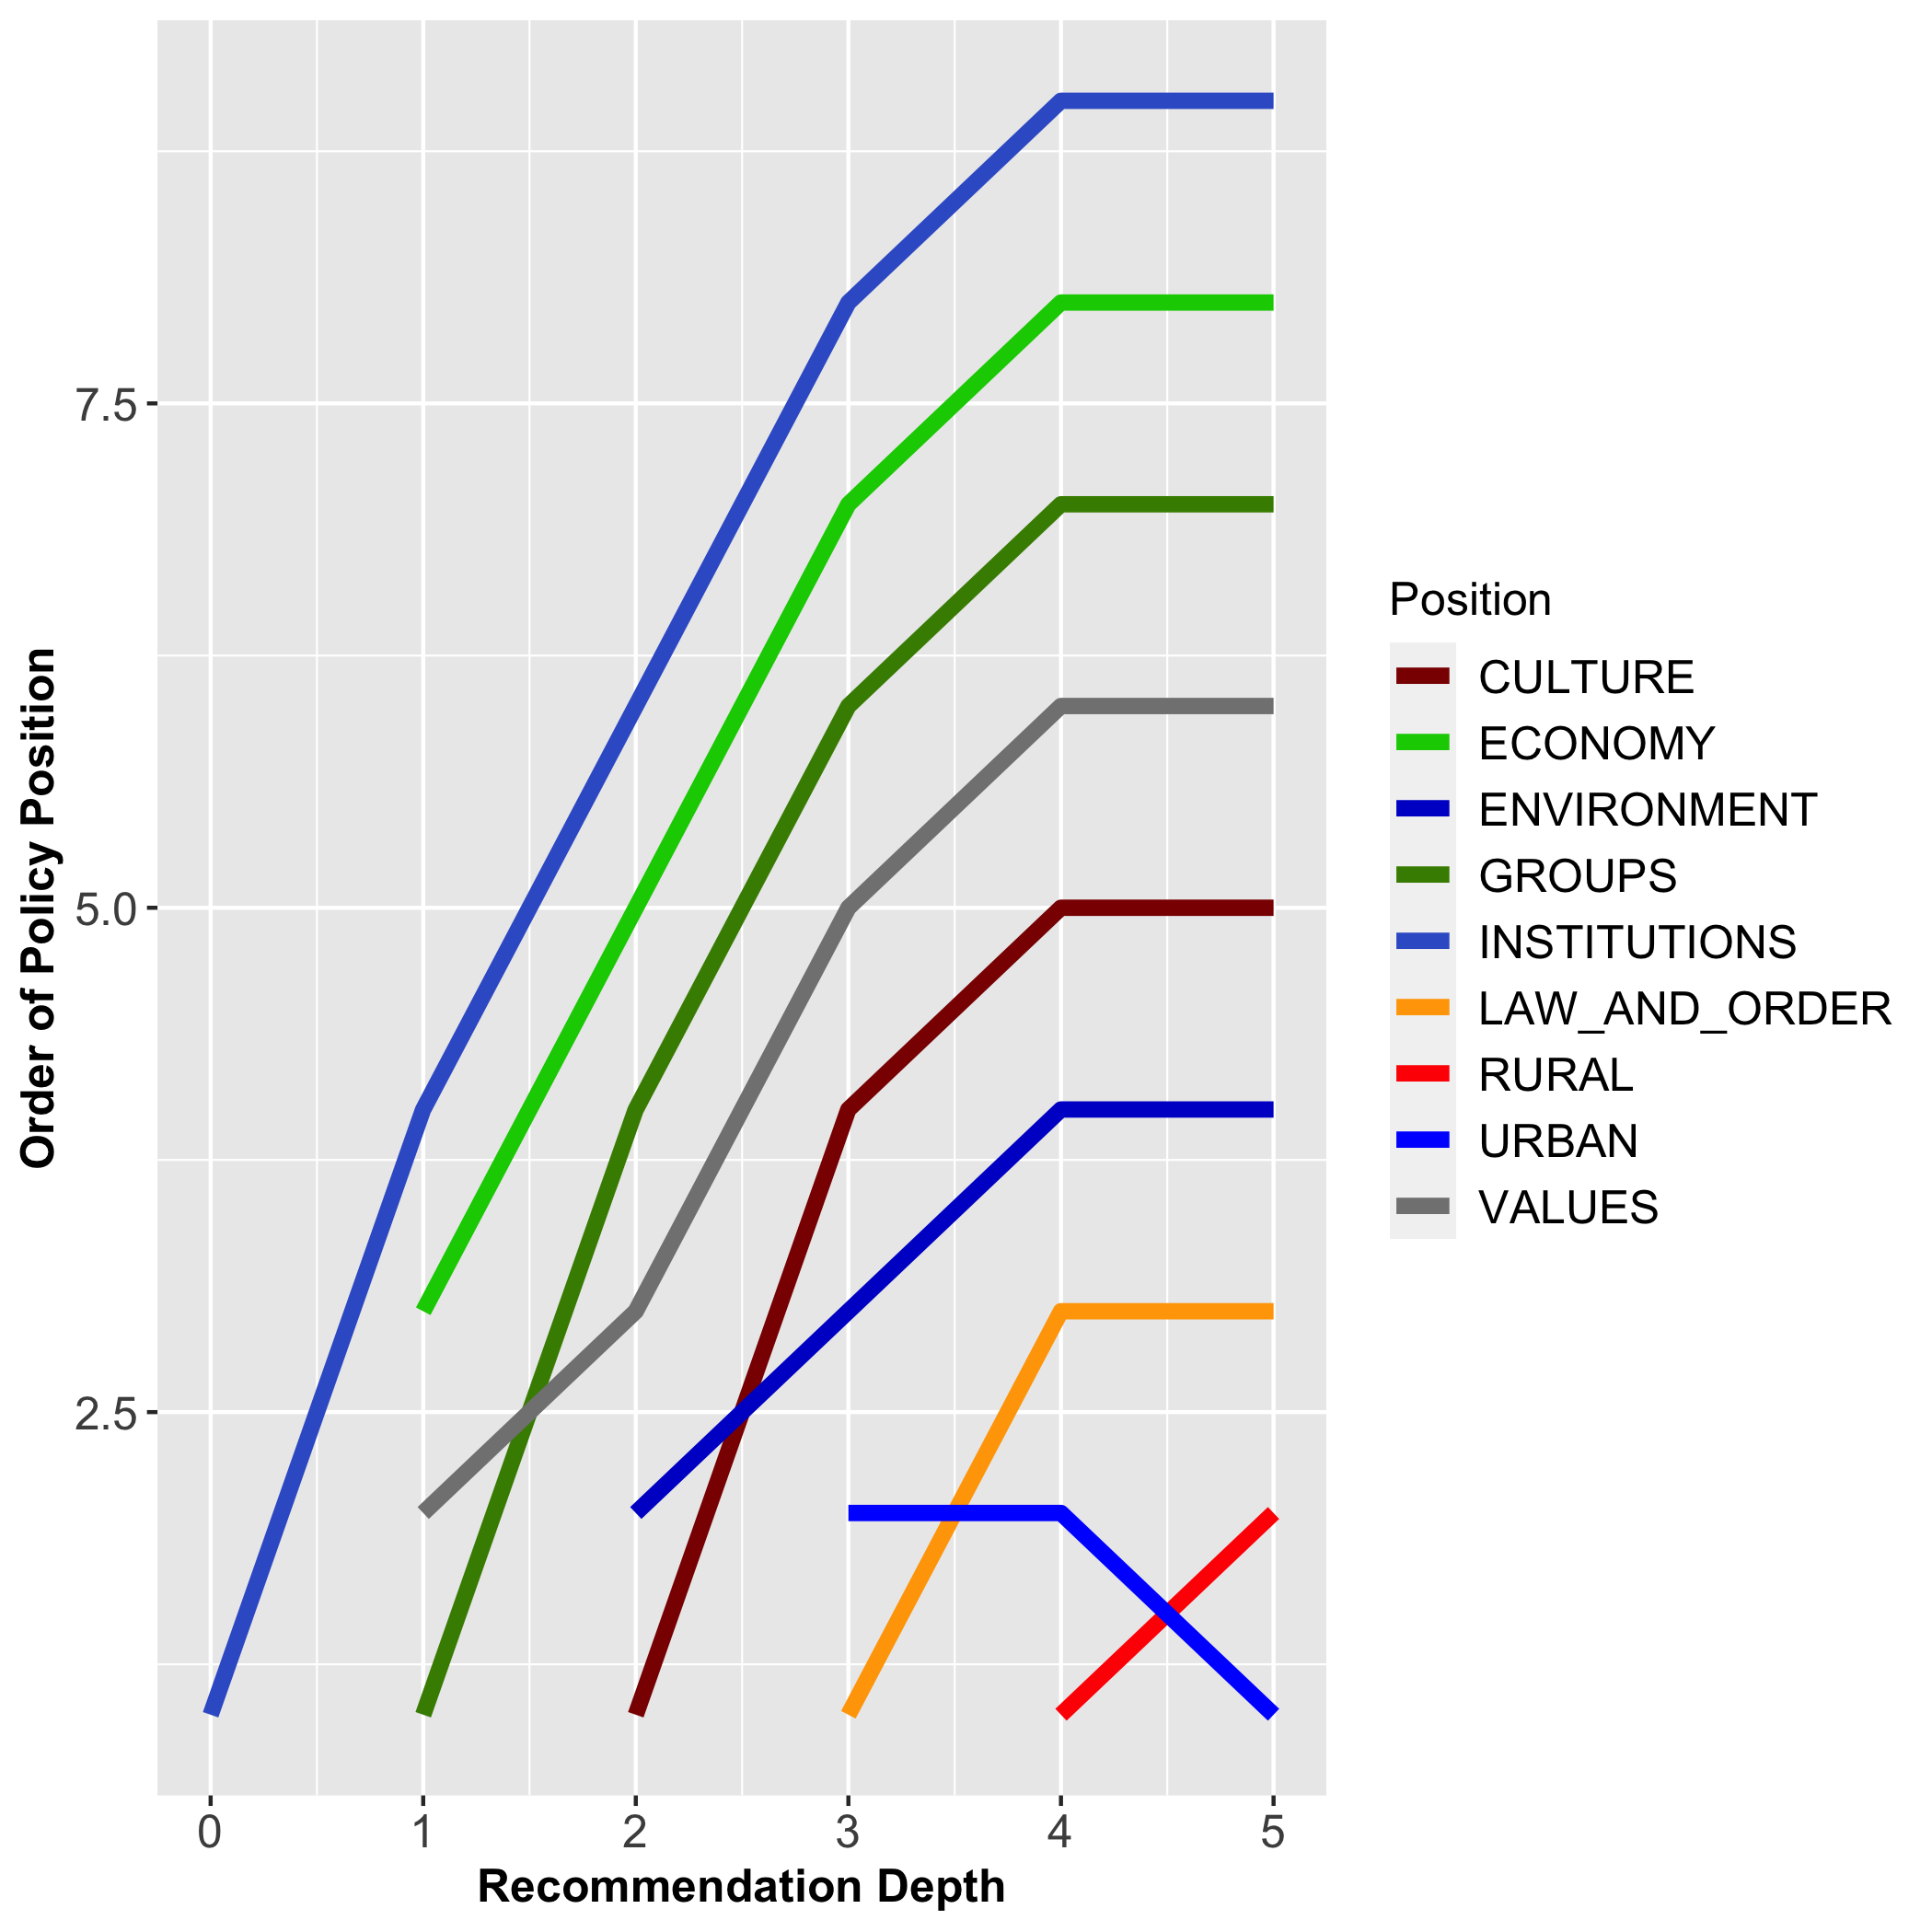 7.5
5.0
2.5
Order of Policy Position
0 1 2 3 4 5
Recommendation Depth
Position
CULTURE
ECONOMY
ENVIRONMENT
GROUPS
INSTITUTIONS
LAW_AND_ORDER
RURAL
URBAN
VALUES